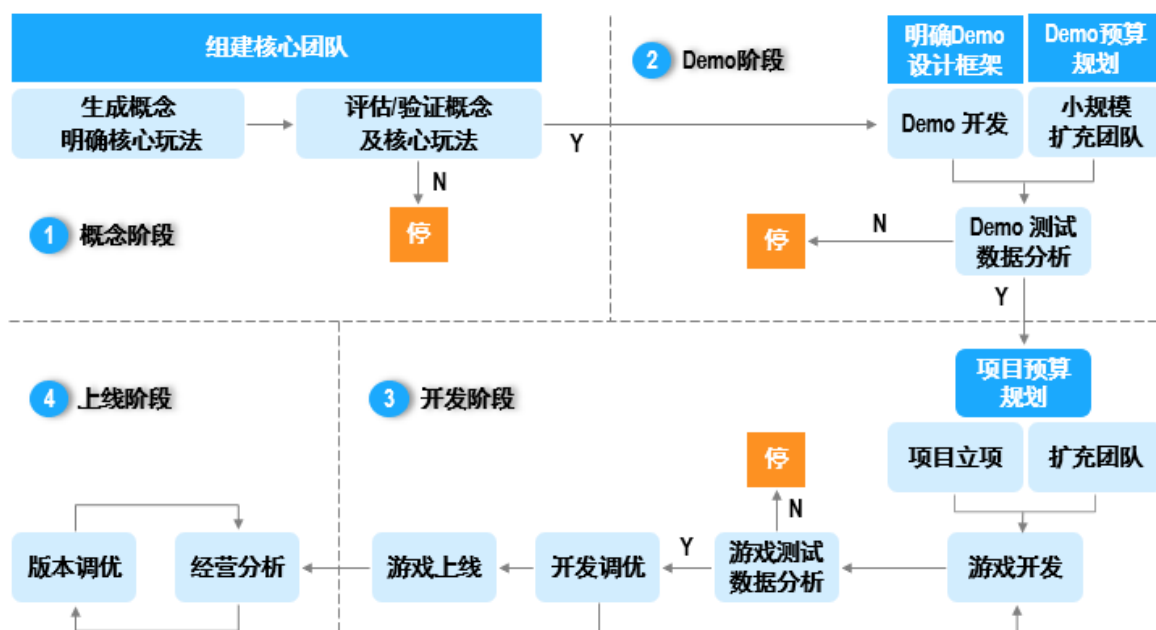 组建核心团队
生成概念
明确核心玩法
评估/验证概念
及核心玩法
Y
N
停
1 概念阶段
2 Demo阶段
明确Demo
设计框架
Demo预算
规划
Demo 开发
小规模
扩充团队
Demo 测试
数据分析
N
停
Y
项目预算
规划
3 开发阶段
项目立项
扩充团队
游戏开发
游戏测试
数据分析
N
停
Y
开发调优
游戏上线
4 上线阶段
经营分析
版本调优